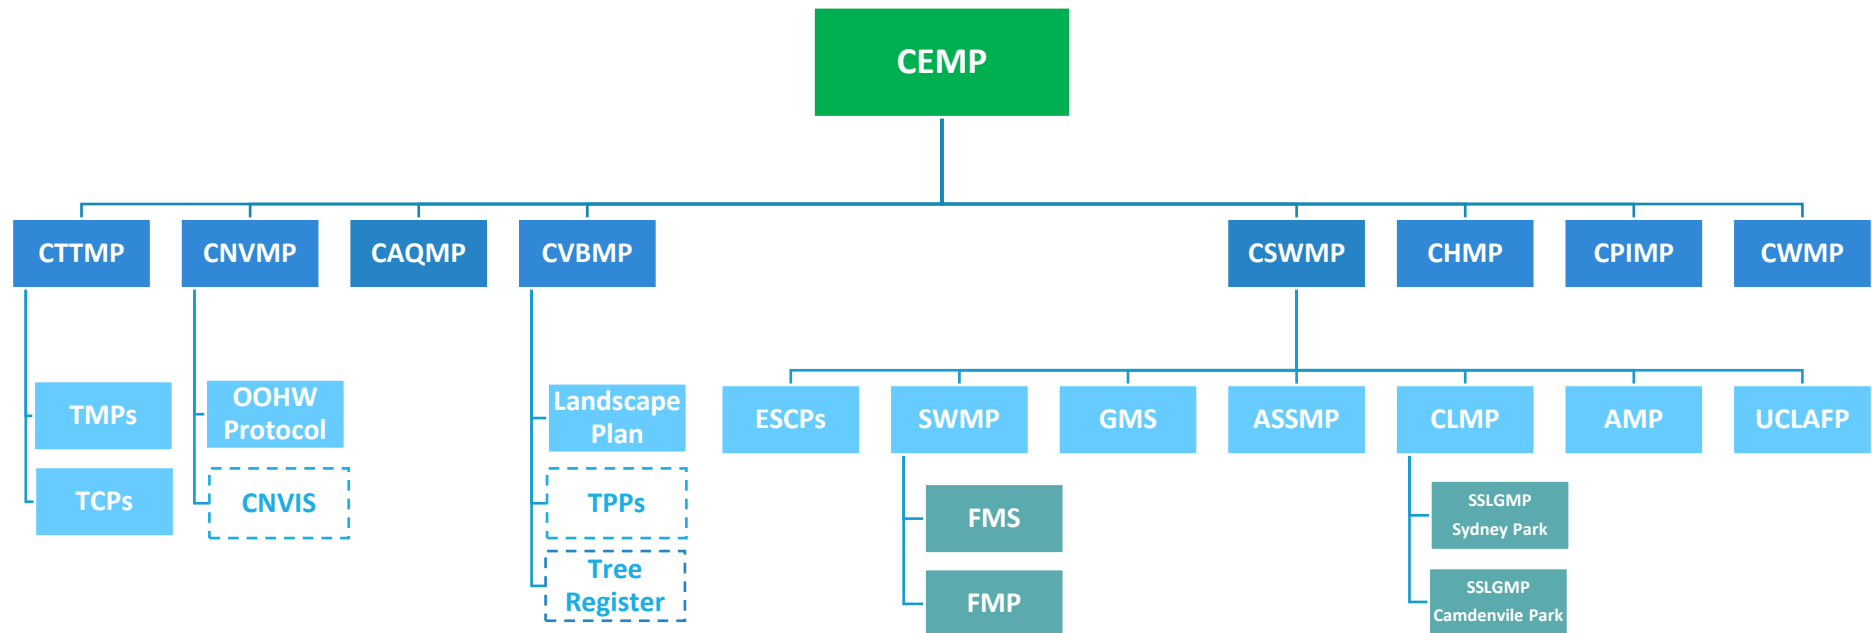 CEMP
CTTMP
CNVMP
CAQMP
CVBMP
CSWMP
CHMP
CPIMP
CWMP
TMPs
TCPs
OOHW
Protocol
CNVIS
Landscape
Plan
TPPs
Tree
Register
ESCPs
SWMP
GMS
ASSMP
CLMP
AMP
UCLAFP
FMS
FMP
SSLGMP
Sydney Park
SSLGMP
Camdenvile Park